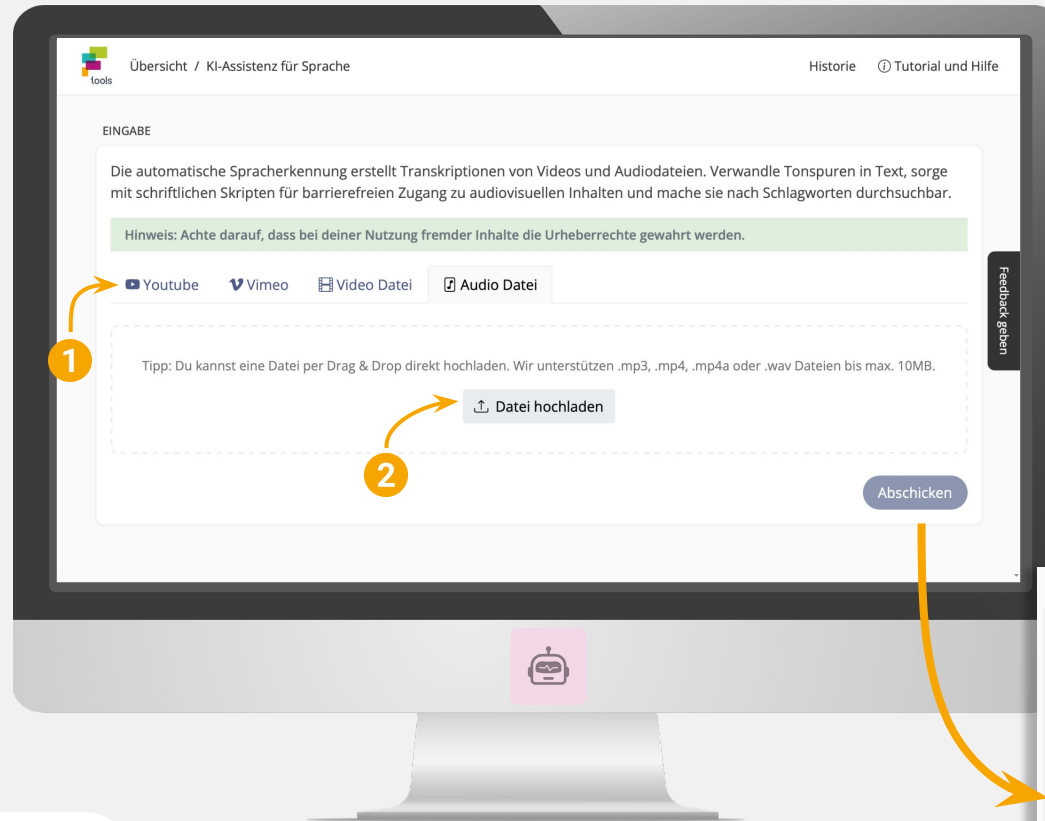 tools
Übersicht / KI-Assistenz für Sprache
Historie
Tutorial und Hilfe
EINGABE
Die automatische Spracherkennung erstellt Transkriptionen von Videos und Audiodateien. Verwandle Tonspuren in Text, sorge
mit schriftlichen Skripten für barrierefreien Zugang zu audiovisuellen Inhalten und mache sie nach Schlagworten durchsuchbar.
Hinweis: Achte darauf, dass bei deiner Nutzung fremder Inhalte die Urheberrechte gewahrt werden.
Youtube
Vimeo
Video Datei
Audio Datei
Feedback geben
1
Tipp: Du kannst eine Datei per Drag & Drop direkt hochladen. Wir unterstützen .mp3, .mp4, .mp4a oder .wav Dateien bis max. 10MB.
Datei hochladen
2
Abschicken